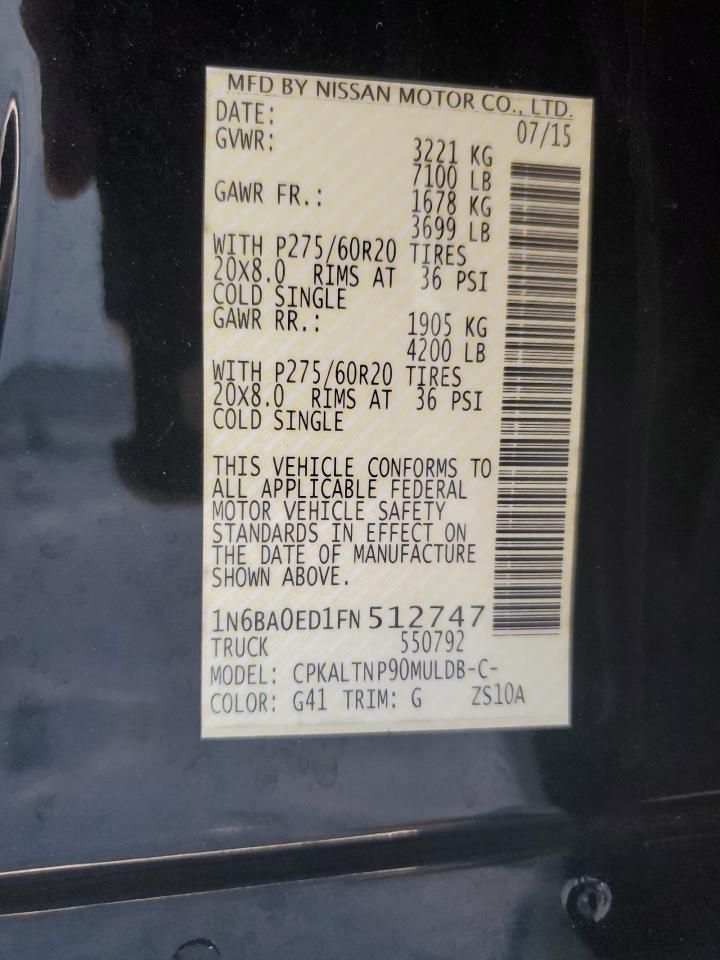 MFD BY NISSAN MOTOR CO., LTD.
DATE: 07/15
GVWR: 3221 KG
7100 LB
GAWR FR.: 1678 KG
3699 LB
WITH P275/60R20 TIRES
20X8.0 RIMS AT 36 PSI
COLD SINGLE
GAWR RR.: 1905 KG
4200 LB
WITH P275/60R20 TIRES
20X8.0 RIMS AT 36 PSI
COLD SINGLE
THIS VEHICLE CONFORMS TO
ALL APPLICABLE FEDERAL
MOTOR VEHICLE SAFETY
STANDARDS IN EFFECT ON
THE DATE OF MANUFACTURE
SHOWN ABOVE.
1N6BA0ED1FN512747
TRUCK 550792
MODEL: CPKALTNP90MULDB-C-
COLOR: G41 TRIM: G ZS10A